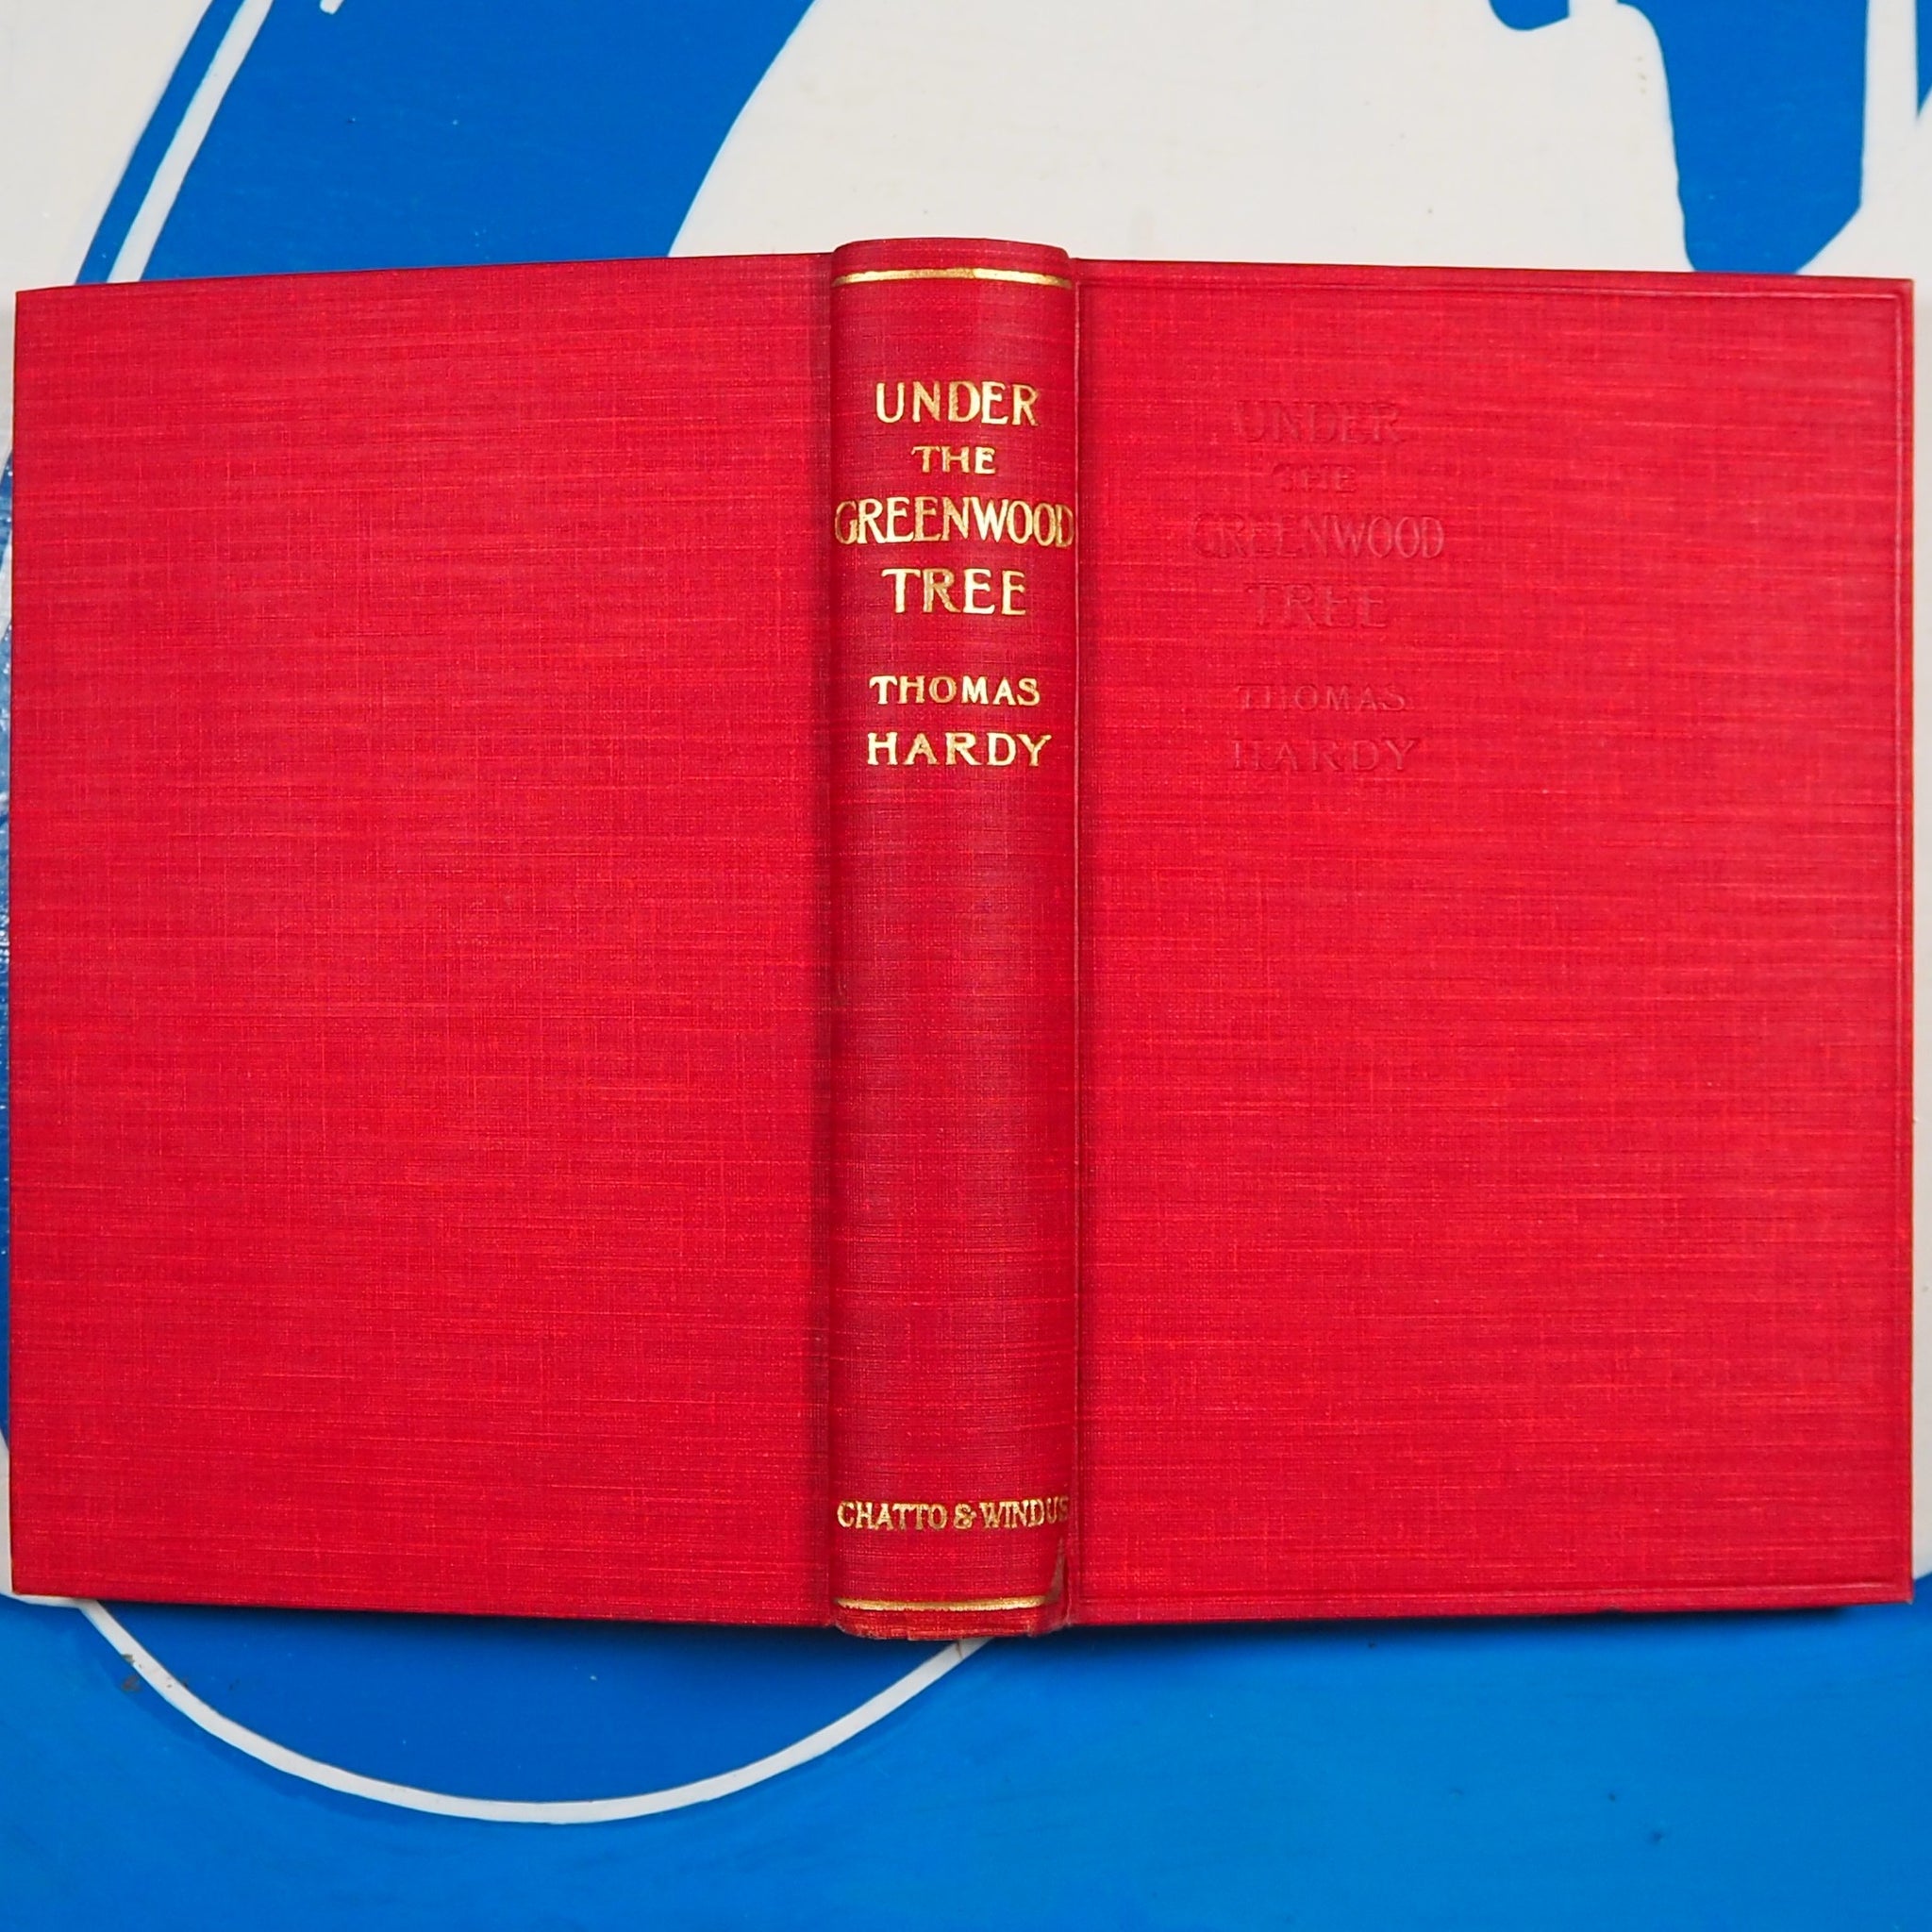 UNDER
THE
GREENWOOD
TREE
THOMAS
HARDY
CHATTO & WINDUS
UNDER
THE
GREENWOOD
TREE
THOMAS
HARDY